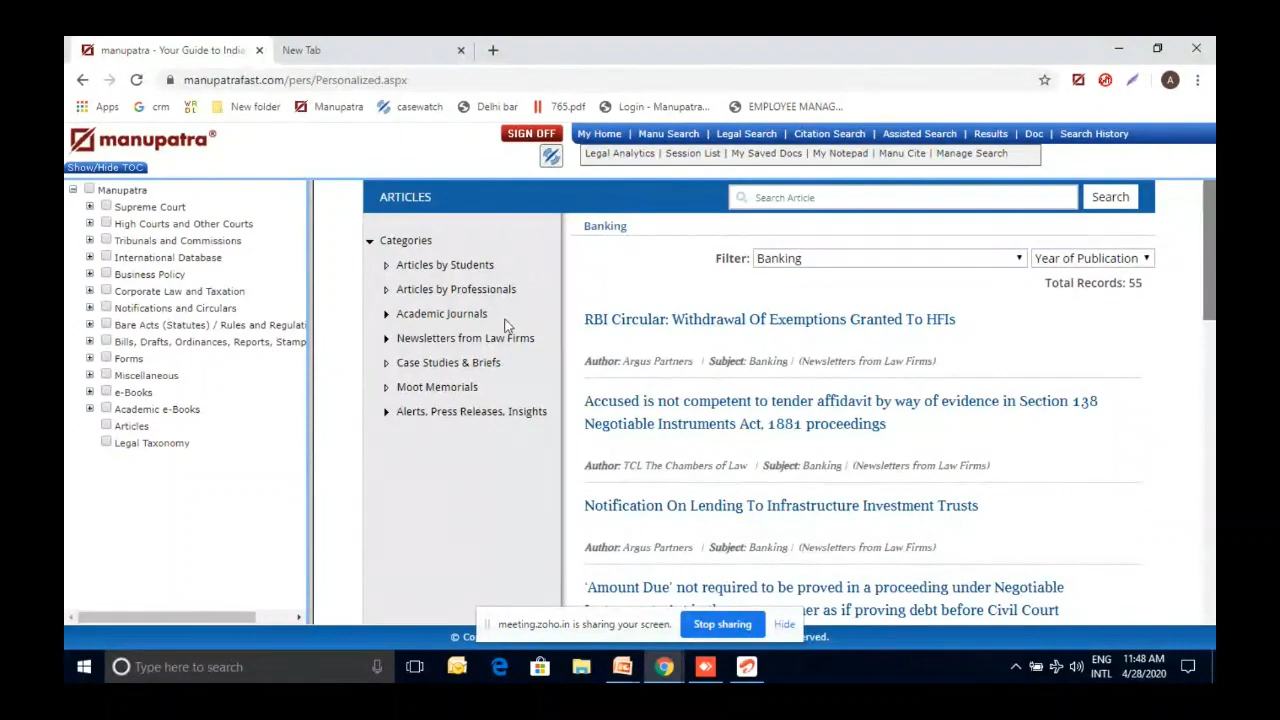 manupatra - Your Guide to India
New Tab
manupatrafast.com/pers/Personalized.aspx
Apps
crm
New folder
Manupatra
casewatch
Delhi bar
765.pdf
Login - Manupatra...
EMPLOYEE MANAG...
manupatra®
SIGN OFF
My Home | Manu Search | Legal Search | Citation Search | Assisted Search | Results | Doc | Search History
Legal Analytics | Session List | My Saved Docs | My Notepad | Manu Cite | Manage Search
Show/Hide TOC
Manupatra
Supreme Court
High Courts and Other Courts
Tribunals and Commissions
International Database
Business Policy
Corporate Law and Taxation
Notifications and Circulars
Bare Acts (Statutes) / Rules and Regulati
Bills, Drafts, Ordinances, Reports, Stamp
Forms
Miscellaneous
e-Books
Academic e-Books
Articles
Legal Taxonomy
ARTICLES
Search Article
Search
Categories
Articles by Students
Articles by Professionals
Academic Journals
Newsletters from Law Firms
Case Studies & Briefs
Moot Memorials
Alerts, Press Releases, Insights
Banking
Filter: Banking
Year of Publication
Total Records: 55
RBI Circular: Withdrawal Of Exemptions Granted To HFIs
Author: Argus Partners | Subject: Banking | (Newsletters from Law Firms)
Accused is not competent to tender affidavit by way of evidence in Section 138
Negotiable Instruments Act, 1881 proceedings
Author: TCL The Chambers of Law | Subject: Banking | (Newsletters from Law Firms)
Notification On Lending To Infrastructure Investment Trusts
Author: Argus Partners | Subject: Banking | (Newsletters from Law Firms)
'Amount Due' not required to be proved in a proceeding under Negotiable
er as if proving debt before Civil Court
meeting.zoho.in is sharing your screen.
Stop sharing
Hide
© Co
rved.
Type here to search
ENG
INTL
11:48 AM
4/28/2020